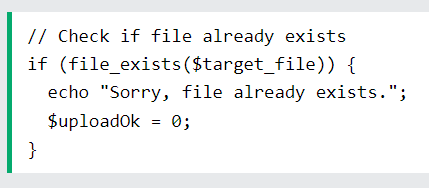 // Check if file already exists
if (file_exists($target_file)) {
  echo "Sorry, file already exists.";
  $uploadOk = 0;
}